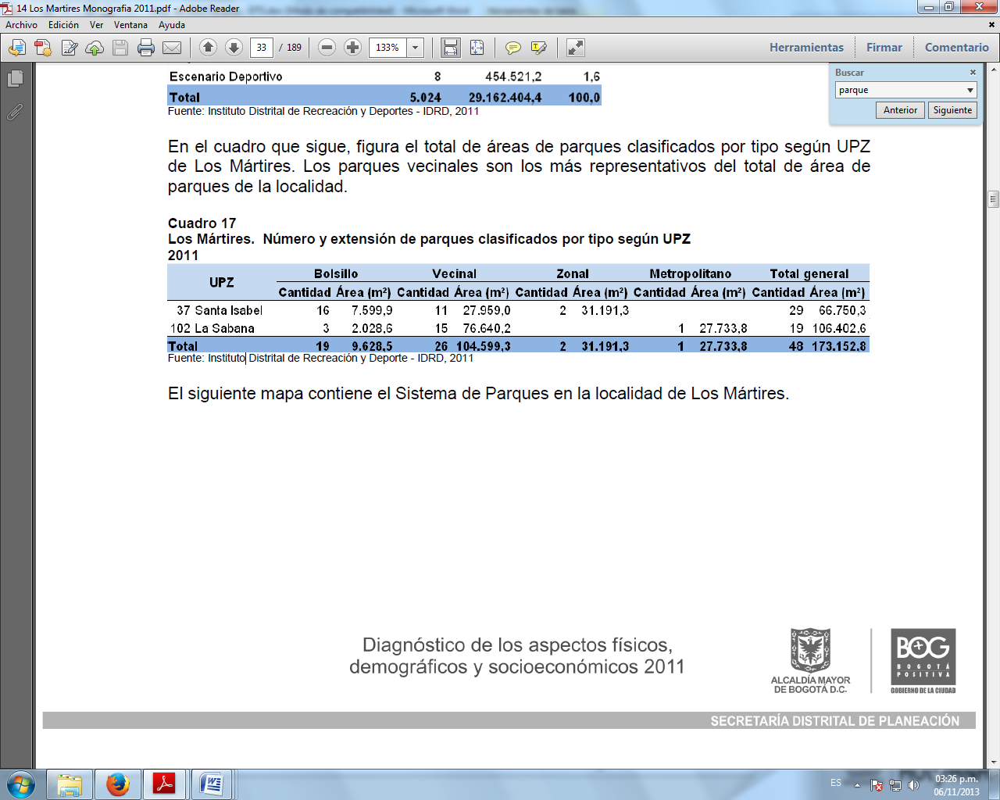 14 Los Martires Monografia 2011.pdf - Adobe Reader
Archivo Edición Ver Ventana Ayuda
33 / 189 133% Herramientas Firmar Comentario
Buscar
parque
Anterior Siguiente
Escenario Deportivo 8 454.521,2 1,6
Total 5.024 29.162.404,4 100,0
Fuente: Instituto Distrital de Recreación y Deportes - IDRD, 2011
En el cuadro que sigue, figura el total de áreas de parques clasificados por tipo según UPZ
de Los Mártires. Los parques vecinales son los más representativos del total de área de
parques de la localidad.
Cuadro 17
Los Mártires. Número y extensión de parques clasificados por tipo según UPZ
2011
UPZ Bolsillo Vecinal Zonal Metropolitano Total general
Cantidad Área (m²) Cantidad Área (m²) Cantidad Área (m²) Cantidad Área (m²) Cantidad Área (m²)
37 Santa Isabel 16 7.599,9 11 27.959,0 2 31.191,3 29 66.750,3
102 La Sabana 3 2.028,6 15 76.640,2 1 27.733,8 19 106.402,6
Total 19 9.628,5 26 104.599,3 2 31.191,3 1 27.733,8 48 173.152,8
Fuente: Instituto Distrital de Recreación y Deporte - IDRD, 2011
El siguiente mapa contiene el Sistema de Parques en la localidad de Los Mártires.
Diagnóstico de los aspectos físicos,
demográficos y socioeconómicos 2011
ALCALDÍA MAYOR
DE BOGOTÁ D.C.
BOG
BOGOTÁ
POSITIVA
GOBIERNO DE LA CIUDAD
SECRETARÍA DISTRITAL DE PLANEACIÓN
ES 03:26 p.m.
06/11/2013